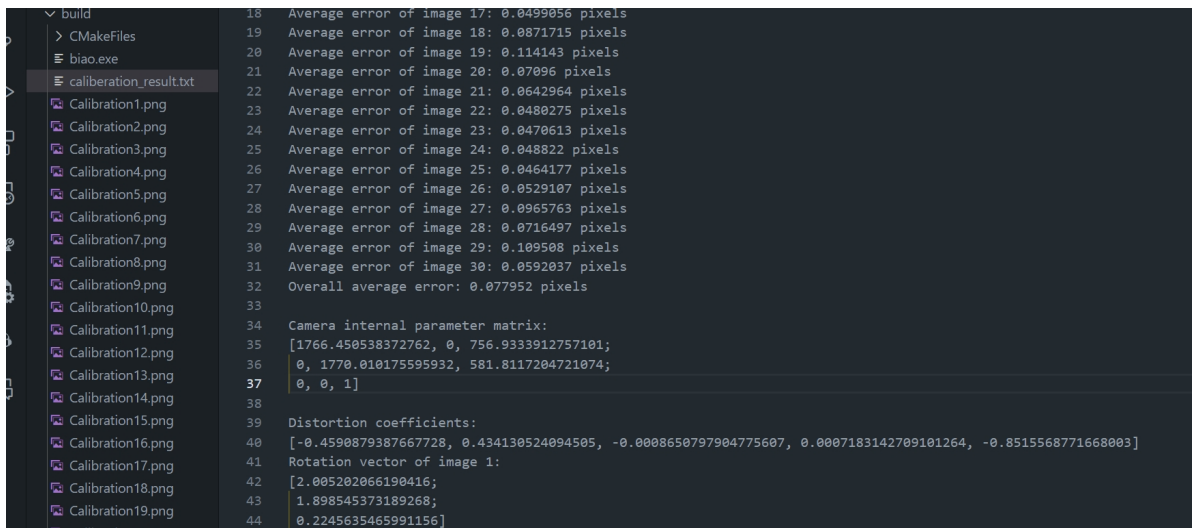 build
CMakeFiles
biao.exe
caliberation_result.txt
Calibration1.png
Calibration2.png
Calibration3.png
Calibration4.png
Calibration5.png
Calibration6.png
Calibration7.png
Calibration8.png
Calibration9.png
Calibration10.png
Calibration11.png
Calibration12.png
Calibration13.png
Calibration14.png
Calibration15.png
Calibration16.png
Calibration17.png
Calibration18.png
Calibration19.png
18 Average error of image 17: 0.0499056 pixels
19 Average error of image 18: 0.0871715 pixels
20 Average error of image 19: 0.114143 pixels
21 Average error of image 20: 0.07096 pixels
22 Average error of image 21: 0.0642964 pixels
23 Average error of image 22: 0.0480275 pixels
24 Average error of image 23: 0.0470613 pixels
25 Average error of image 24: 0.048822 pixels
26 Average error of image 25: 0.0464177 pixels
27 Average error of image 26: 0.0529107 pixels
28 Average error of image 27: 0.0965763 pixels
29 Average error of image 28: 0.0716497 pixels
30 Average error of image 29: 0.109508 pixels
31 Average error of image 30: 0.0592037 pixels
32 Overall average error: 0.077952 pixels
33
34 Camera internal parameter matrix:
35 [1766.450538372762, 0, 756.9333912757101;
36 0, 1770.010175595932, 581.8117204721074;
37 0, 0, 1]
38
39 Distortion coefficients:
40 [-0.4590879387667728, 0.434130524094505, -0.0008650797904775607, 0.0007183142709101264, -0.8515568771668003]
41 Rotation vector of image 1:
42 [2.005202066190416;
43 1.898545373189268;
44 0.2245635465991156]